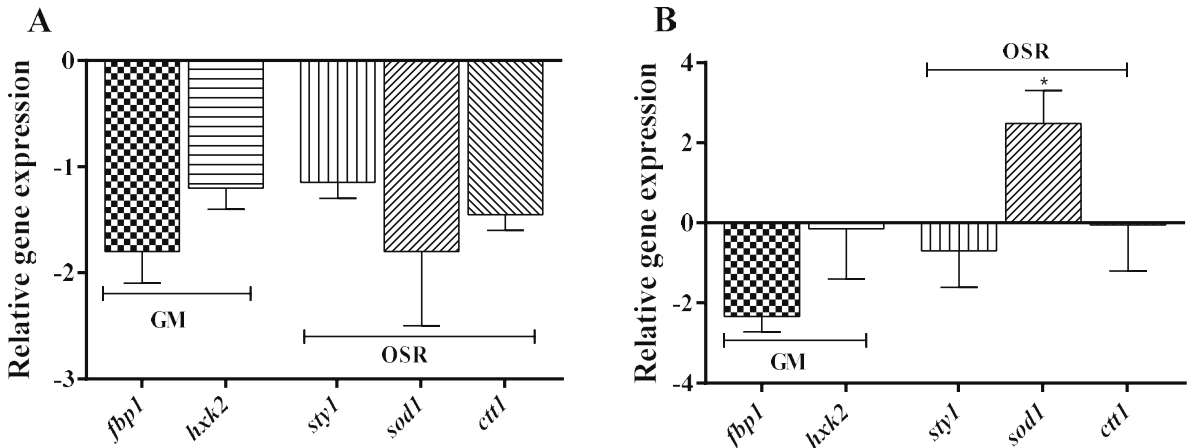 A
Relative gene expression
0
-1
-2
-3
GM
OSR
fbp1
hxk2
sty1
sod1
ctt1
B
Relative gene expression
4
2
0
-2
-4
OSR
*
GM
fbp1
hxk2
sty1
sod1
ctt1